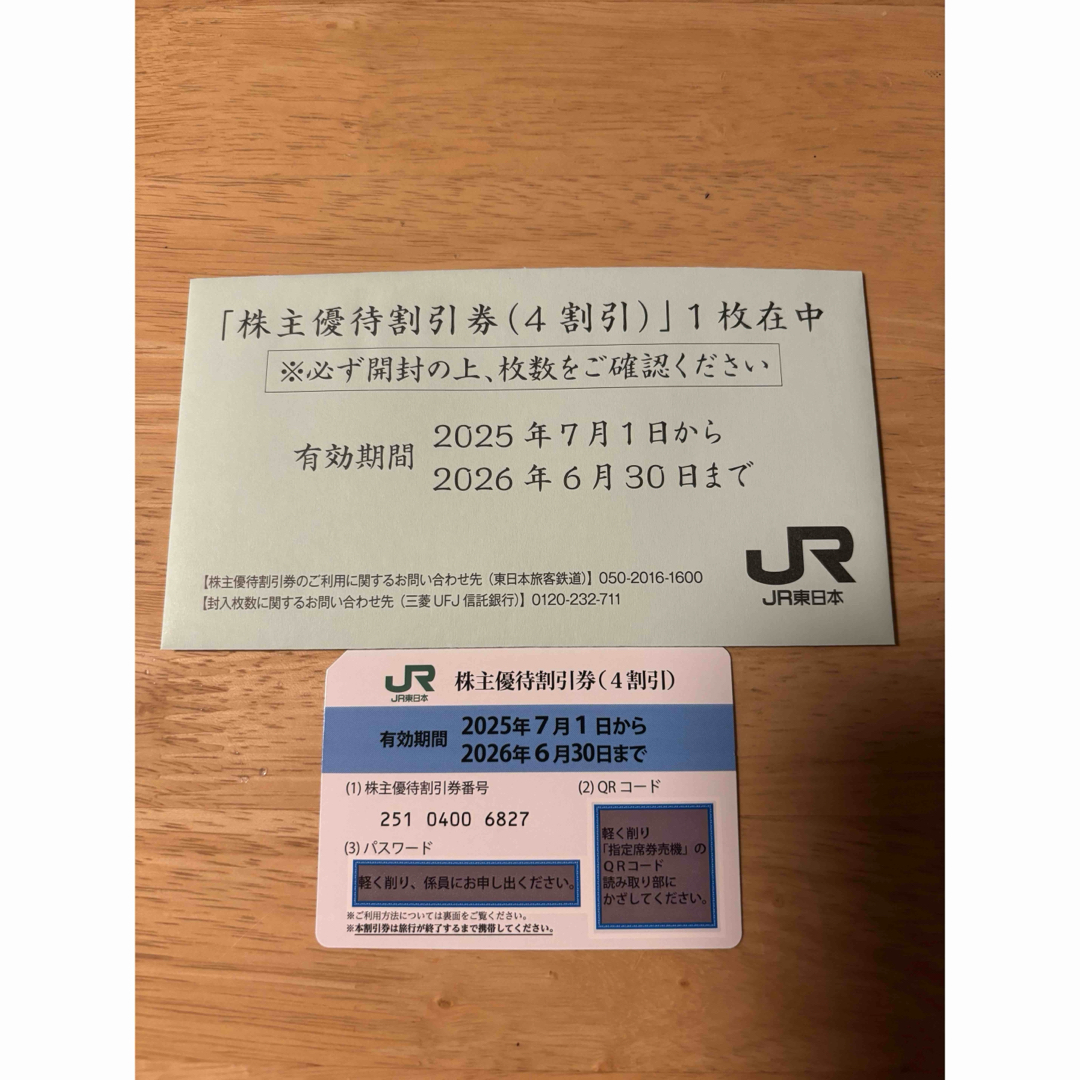 「株主優待割引券(4割引)」1枚在中
※必ず開封の上、枚数をご確認ください
有効期間
2025年7月1日から
2026年6月30日まで
JR
JR東日本
【株主優待割引券のご利用に関するお問い合わせ先(東日本旅客鉄道)】050-2016-1600
【封入枚数に関するお問い合わせ先(三菱UFJ信託銀行)】0120-232-711
JR
JR東日本
株主優待割引券(4割引)
有効期間
2025年7月1日から
2026年6月30日まで
(1)株主優待割引券番号
251 0400 6827
(2)QRコード
軽く削り
「指定席券売機」の
QRコード
読み取り部に
かざしてください。
(3)パスワード
軽く削り、係員にお申し出ください。
※ご利用方法については裏面をご覧ください。
※本割引券は旅行が終了するまで携帯してください。